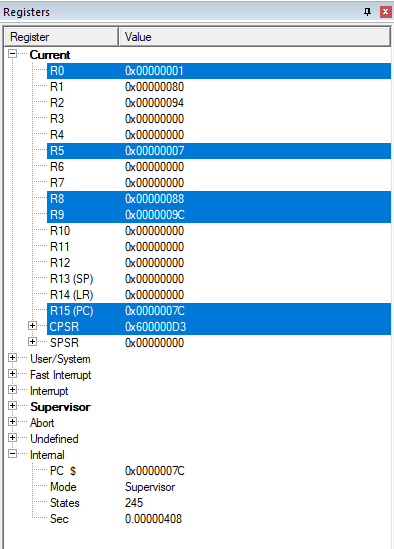 Registers
Register Value
Current
R0 0x00000001
R1 0x00000080
R2 0x00000094
R3 0x00000000
R4 0x00000000
R5 0x00000007
R6 0x00000000
R7 0x00000000
R8 0x00000088
R9 0x0000009C
R10 0x00000000
R11 0x00000000
R12 0x00000000
R13 (SP) 0x00000000
R14 (LR) 0x00000000
R15 (PC) 0x0000007C
CPSR 0x600000D3
SPSR 0x00000000
User/System
Fast Interrupt
Interrupt
Supervisor
Abort
Undefined
Internal
PC $ 0x0000007C
Mode Supervisor
States 245
Sec 0.00000408